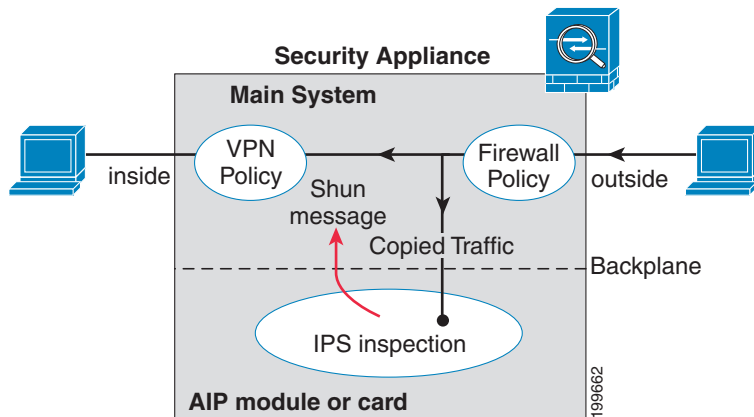 Security Appliance
Main System
VPN
Policy
Firewall
Policy
inside
outside
Shun
message
Copied Traffic
Backplane
IPS inspection
AIP module or card
199662